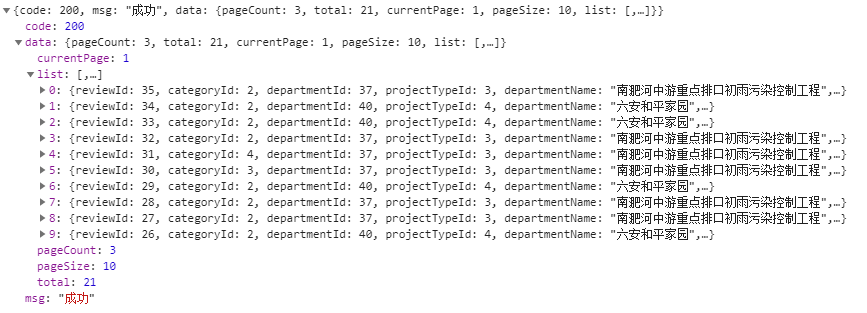 ▼{code: 200, msg: "成功", data: {pageCount: 3, total: 21, currentPage: 1, pageSize: 10, list: [,…]}}
code: 200
▼data: {pageCount: 3, total: 21, currentPage: 1, pageSize: 10, list: [,…]}
currentPage: 1
▼list: [,…]
▶0: {reviewId: 35, categoryId: 2, departmentId: 37, projectTypeId: 3, departmentName: "南淝河中游重点排口初雨污染控制工程",…}
▶1: {reviewId: 34, categoryId: 2, departmentId: 40, projectTypeId: 4, departmentName: "六安和平家园",…}
▶2: {reviewId: 33, categoryId: 2, departmentId: 40, projectTypeId: 4, departmentName: "六安和平家园",…}
▶3: {reviewId: 32, categoryId: 2, departmentId: 37, projectTypeId: 3, departmentName: "南淝河中游重点排口初雨污染控制工程",…}
▶4: {reviewId: 31, categoryId: 4, departmentId: 37, projectTypeId: 3, departmentName: "南淝河中游重点排口初雨污染控制工程",…}
▶5: {reviewId: 30, categoryId: 3, departmentId: 37, projectTypeId: 3, departmentName: "南淝河中游重点排口初雨污染控制工程",…}
▶6: {reviewId: 29, categoryId: 2, departmentId: 40, projectTypeId: 4, departmentName: "六安和平家园",…}
▶7: {reviewId: 28, categoryId: 2, departmentId: 37, projectTypeId: 3, departmentName: "南淝河中游重点排口初雨污染控制工程",…}
▶8: {reviewId: 27, categoryId: 2, departmentId: 37, projectTypeId: 3, departmentName: "南淝河中游重点排口初雨污染控制工程",…}
▶9: {reviewId: 26, categoryId: 2, departmentId: 40, projectTypeId: 4, departmentName: "六安和平家园",…}
pageCount: 3
pageSize: 10
total: 21
msg: "成功"